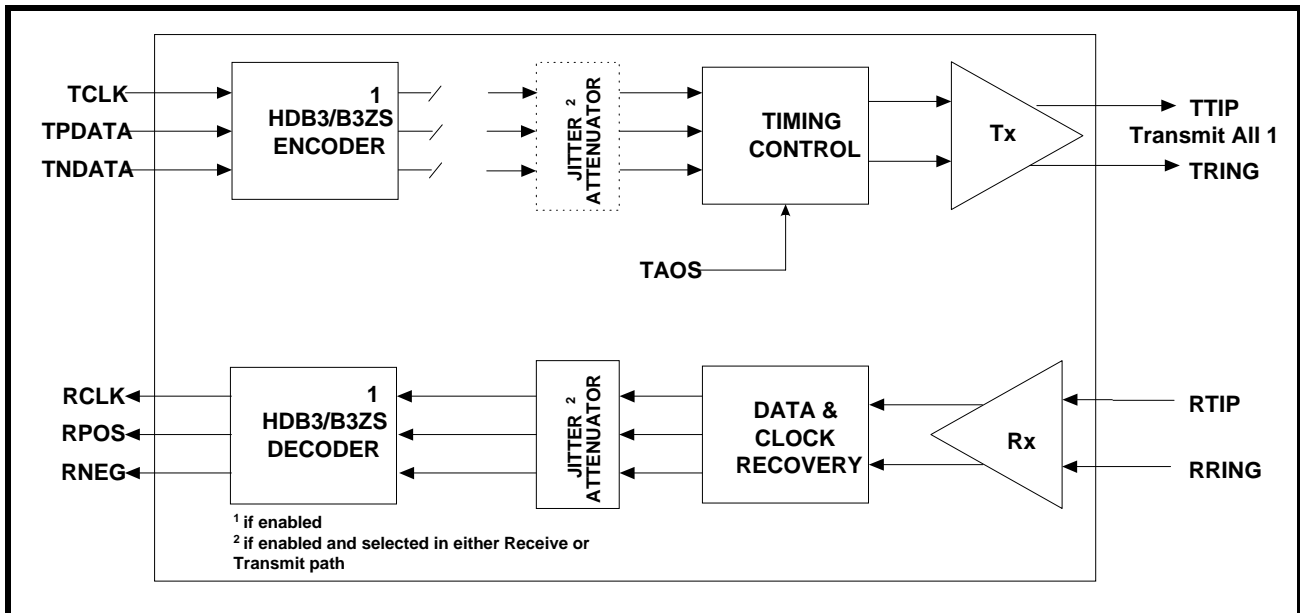 TCLK
TPDATA
TNDATA
1
HDB3/B3ZS
ENCODER
JITTER 2
ATTENUATOR
TIMING
CONTROL
Tx
TTIP
Transmit All 1
TRING
TAOS
RCLK
RPOS
RNEG
1
HDB3/B3ZS
DECODER
JITTER 2
ATTENUATOR
DATA &
CLOCK
RECOVERY
Rx
RTIP
RRING
1 if enabled
2 if enabled and selected in either Receive or
Transmit path